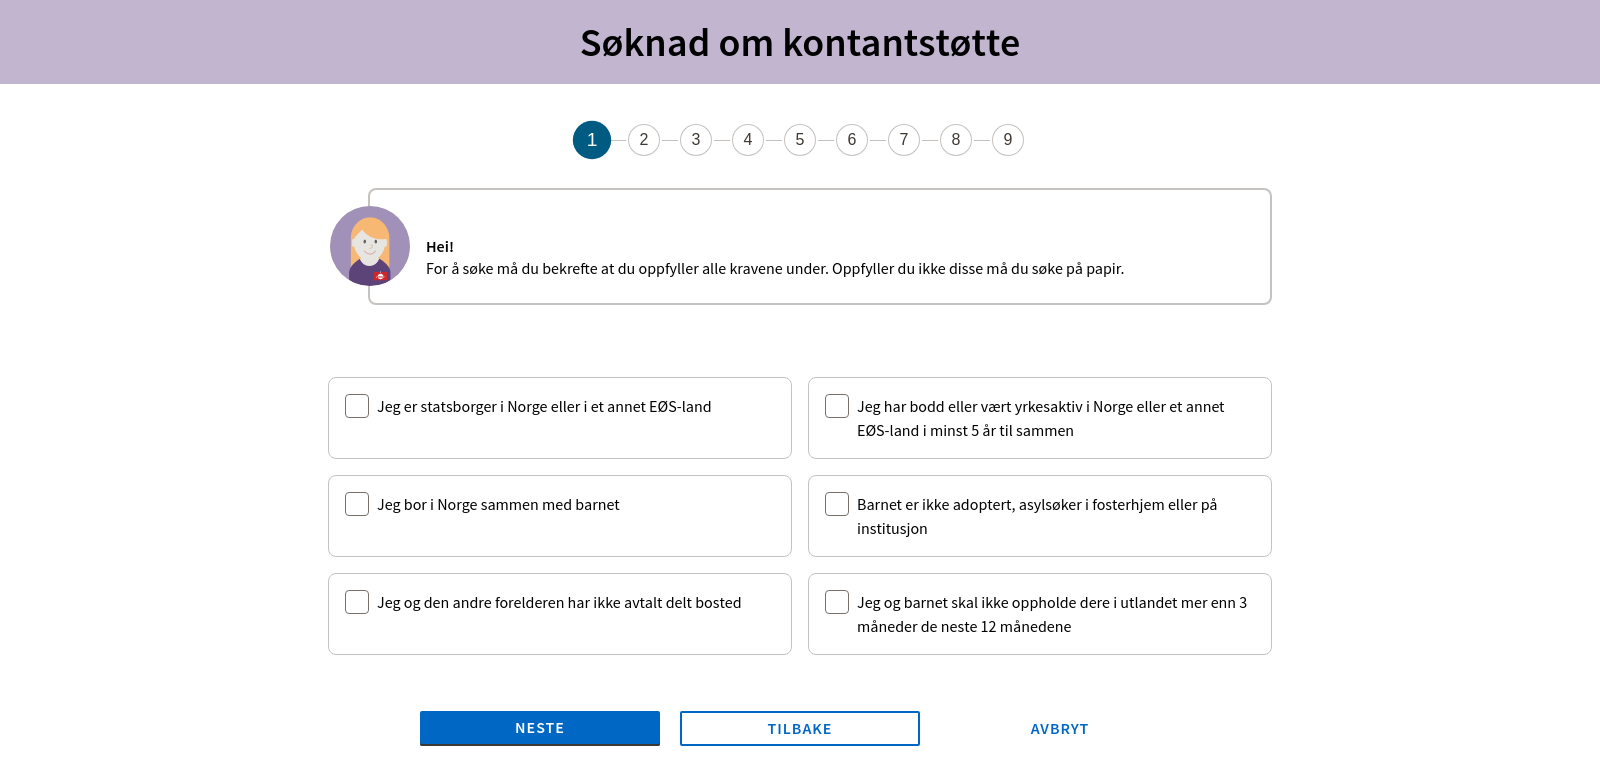 Søknad om kontantstøtte
1 2 3 4 5 6 7 8 9
Hei!
For å søke må du bekrefte at du oppfyller alle kravene under. Oppfyller du ikke disse må du søke på papir.
Jeg er statsborger i Norge eller i et annet EØS-land
Jeg har bodd eller vært yrkesaktiv i Norge eller et annet
EØS-land i minst 5 år til sammen
Jeg bor i Norge sammen med barnet
Barnet er ikke adoptert, asylsøker i fosterhjem eller på
institusjon
Jeg og den andre forelderen har ikke avtalt delt bosted
Jeg og barnet skal ikke oppholde dere i utlandet mer enn 3
måneder de neste 12 månedene
NESTE
TILBAKE
AVBRYT